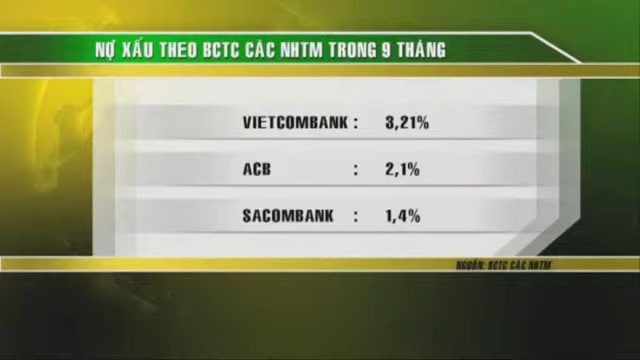 NỢ XẤU THEO BCTC CÁC NHTM TRONG 9 THÁNG
VIETCOMBANK : 3,21%
ACB : 2,1%
SACOMBANK : 1,4%
NGUỒN: BCTC CÁC NHTM